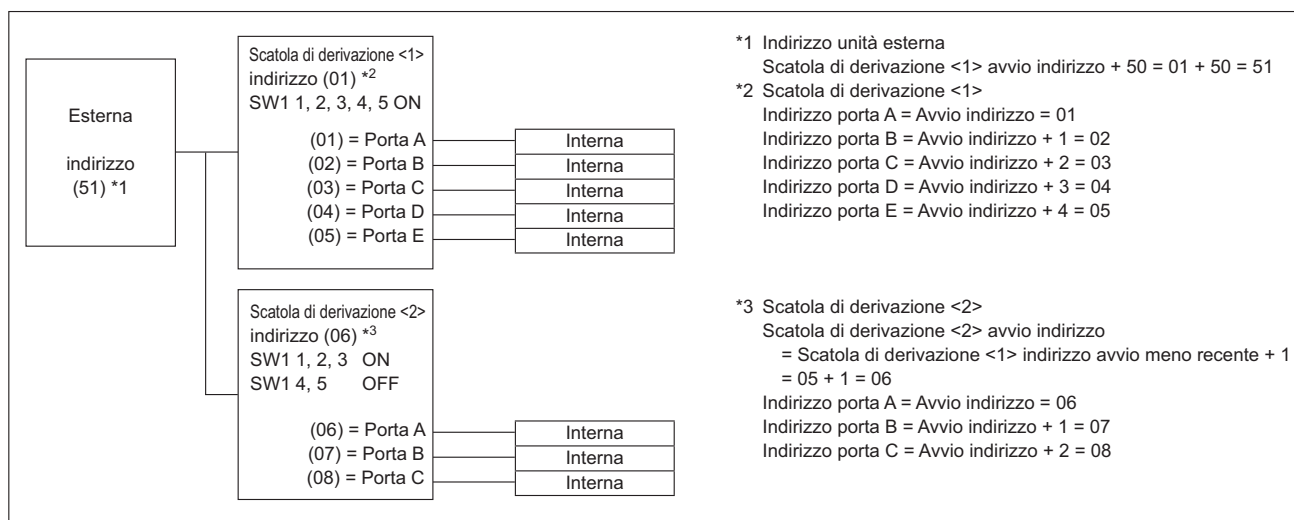 Esterna
indirizzo
(51) *1
Scatola di derivazione <1>
indirizzo (01) *2
SW1 1, 2, 3, 4, 5 ON
(01) = Porta A
(02) = Porta B
(03) = Porta C
(04) = Porta D
(05) = Porta E
Interna
Interna
Interna
Interna
Interna
Scatola di derivazione <2>
indirizzo (06) *3
SW1 1, 2, 3 ON
SW1 4, 5 OFF
(06) = Porta A
(07) = Porta B
(08) = Porta C
Interna
Interna
Interna
*1 Indirizzo unità esterna
Scatola di derivazione <1> avvio indirizzo + 50 = 01 + 50 = 51
*2 Scatola di derivazione <1>
Indirizzo porta A = Avvio indirizzo = 01
Indirizzo porta B = Avvio indirizzo + 1 = 02
Indirizzo porta C = Avvio indirizzo + 2 = 03
Indirizzo porta D = Avvio indirizzo + 3 = 04
Indirizzo porta E = Avvio indirizzo + 4 = 05
*3 Scatola di derivazione <2>
Scatola di derivazione <2> avvio indirizzo
= Scatola di derivazione <1> indirizzo avvio meno recente + 1
= 05 + 1 = 06
Indirizzo porta A = Avvio indirizzo = 06
Indirizzo porta B = Avvio indirizzo + 1 = 07
Indirizzo porta C = Avvio indirizzo + 2 = 08